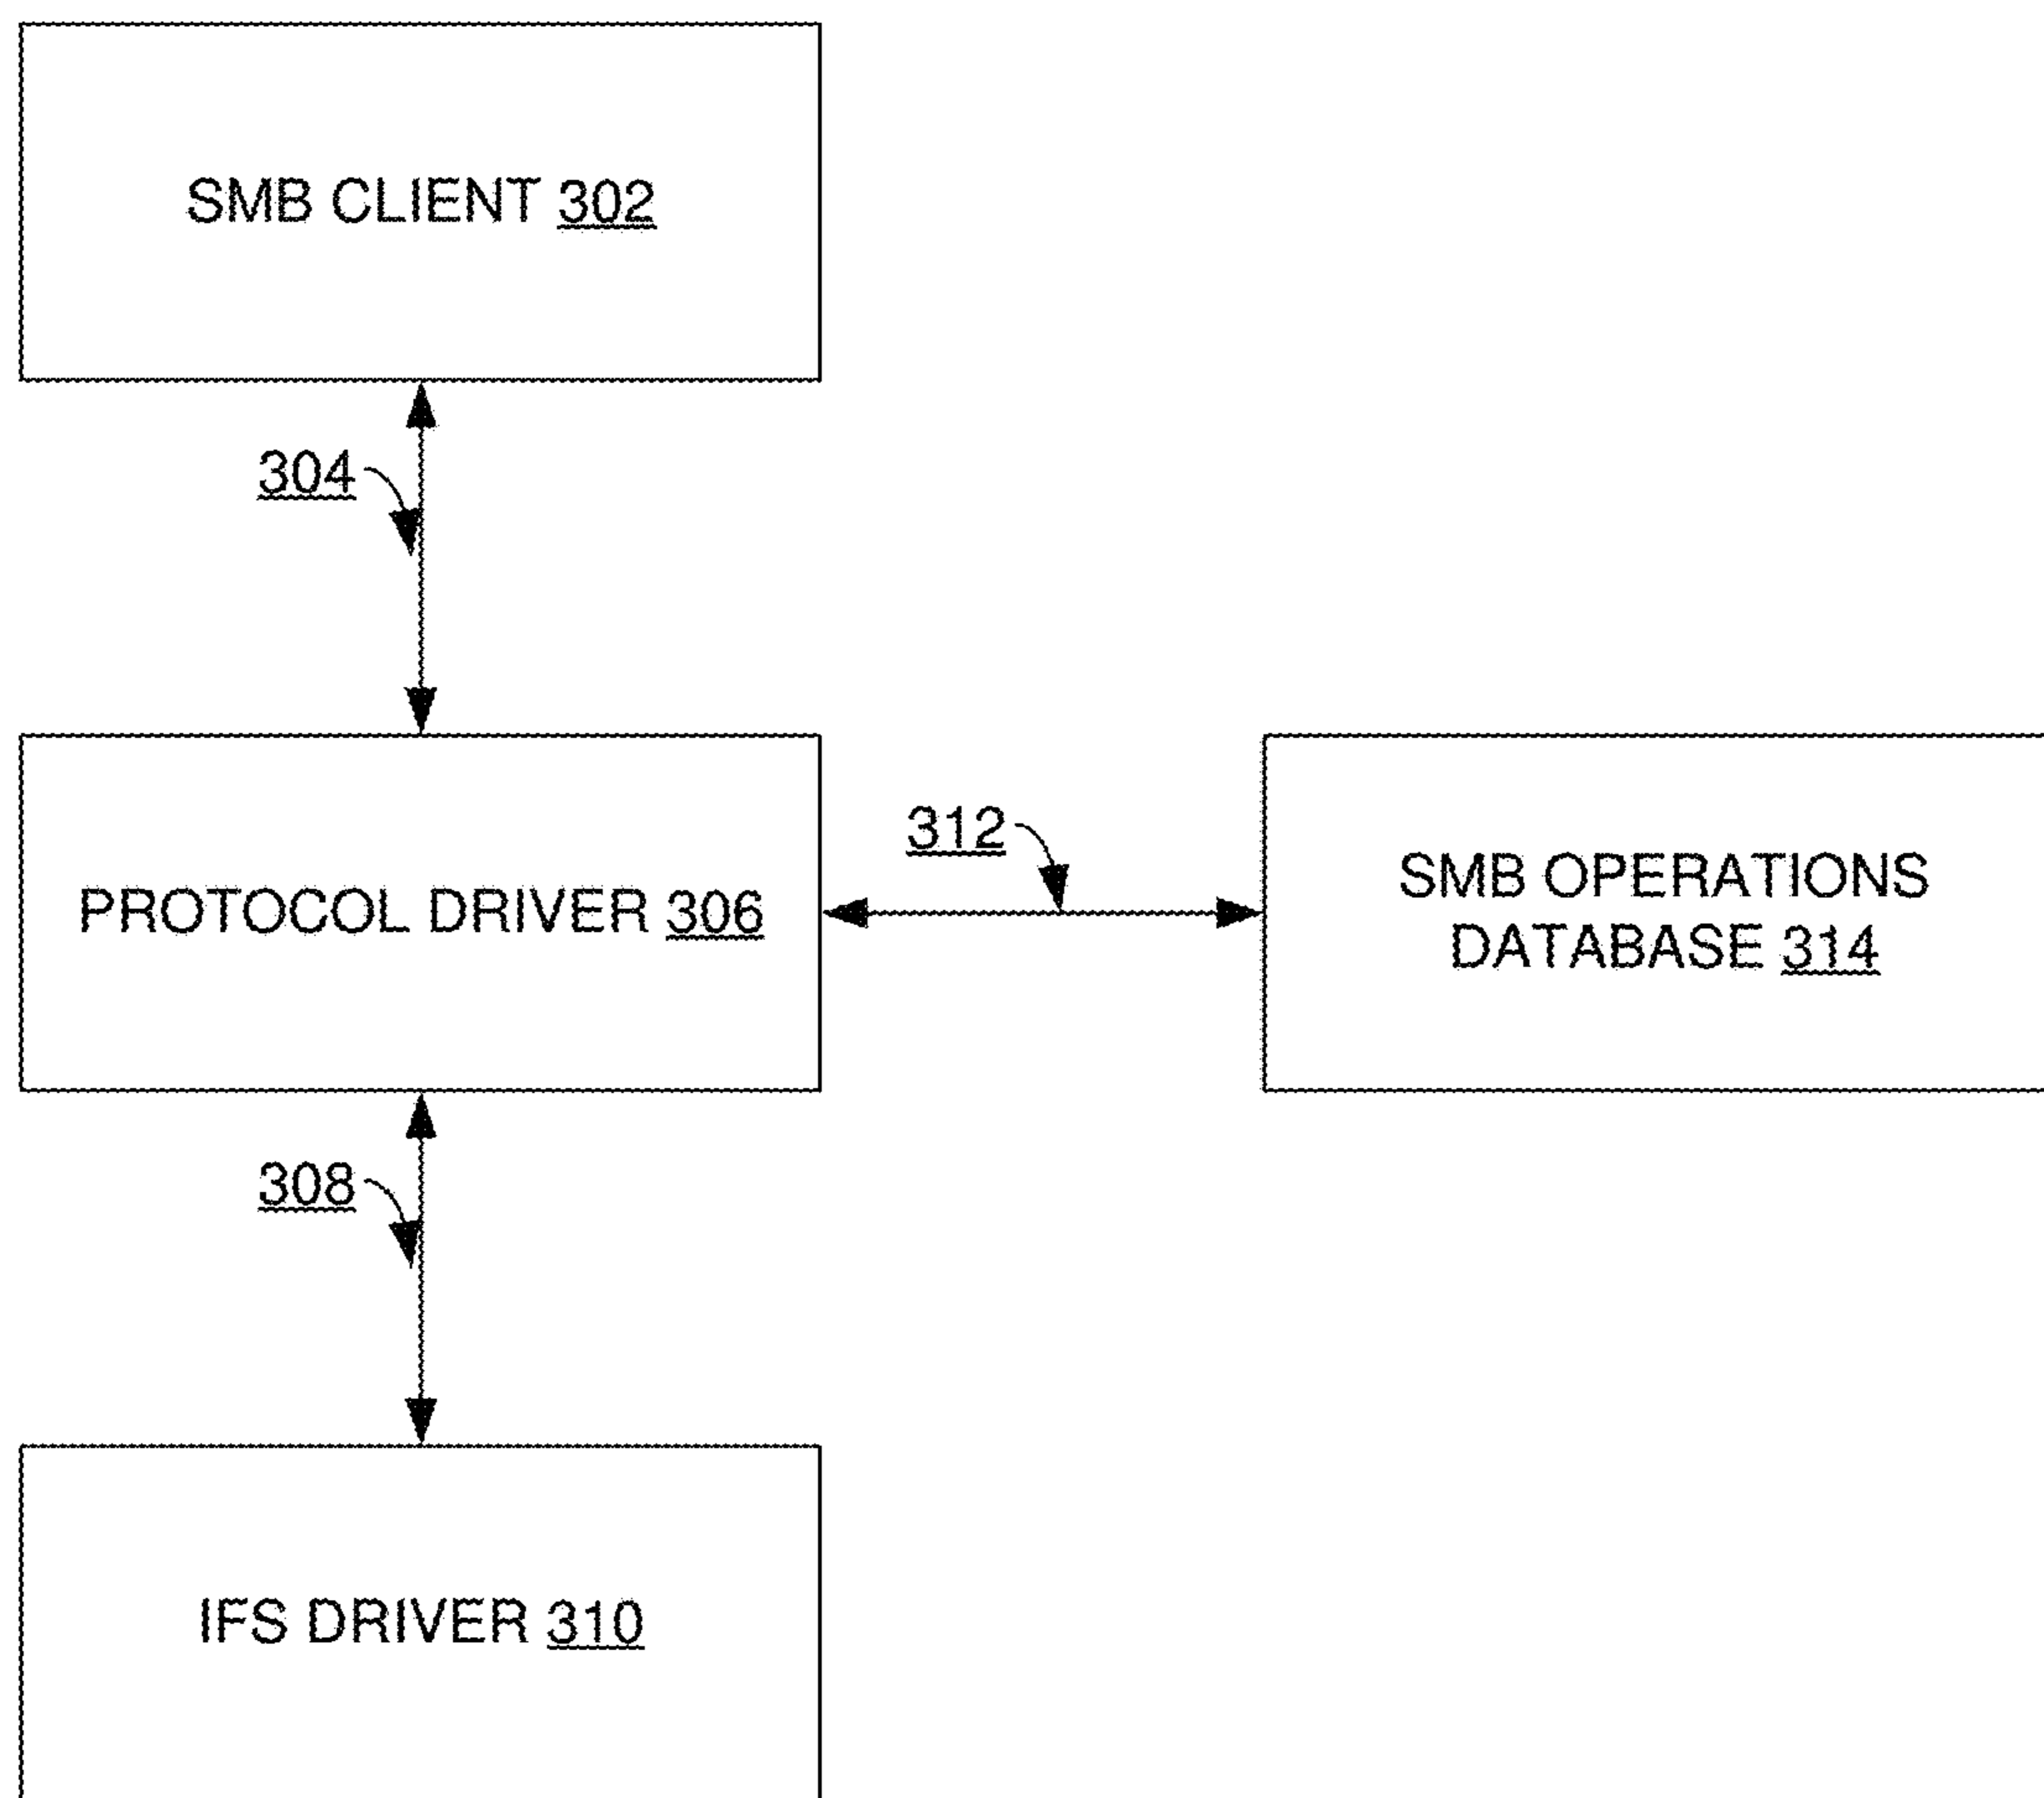 SMB CLIENT 302
304
PROTOCOL DRIVER 306
312
SMB OPERATIONS
DATABASE 314
308
IFS DRIVER 310